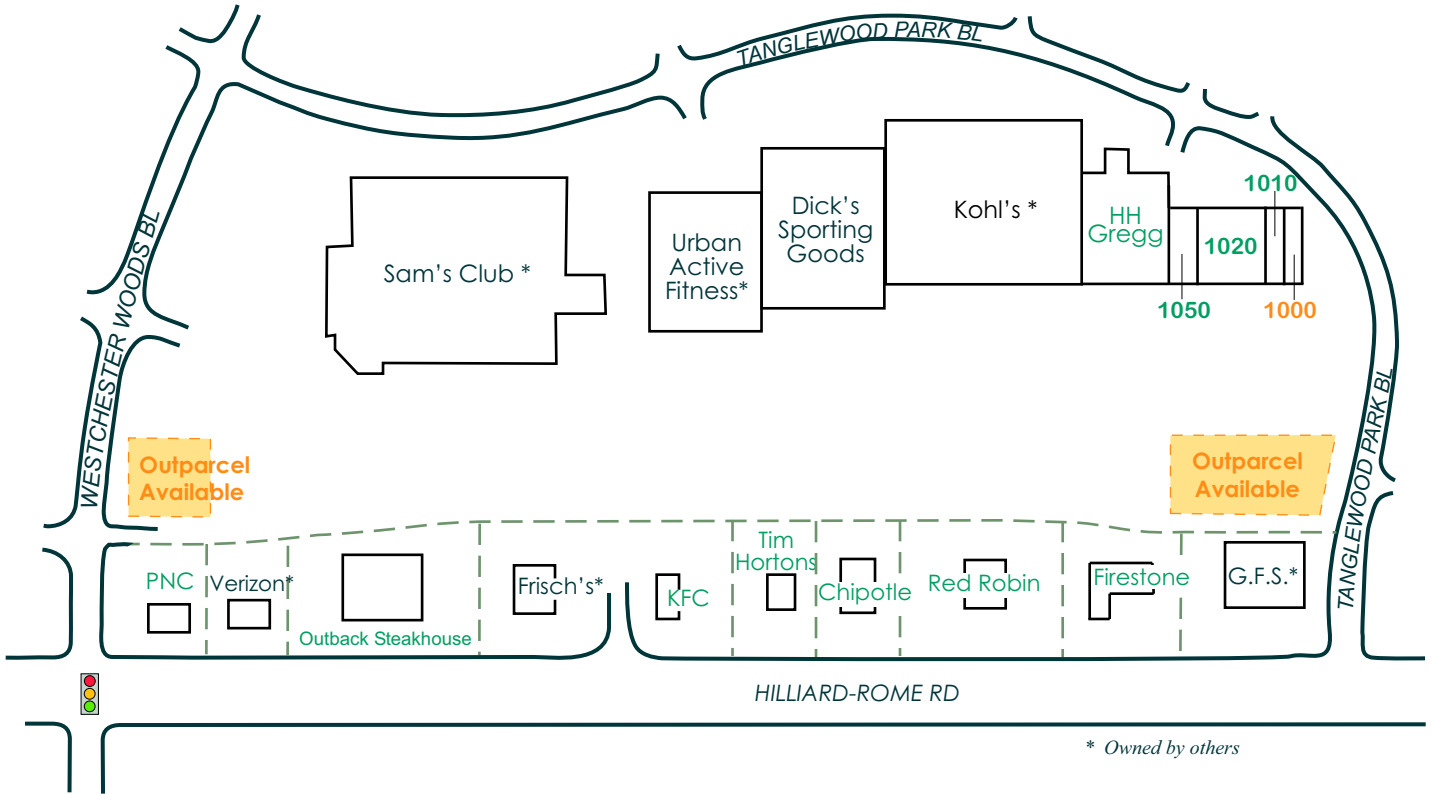 TANGLEWOOD PARK BL
WESTCHESTER WOODS BL
Sam's Club *
Urban
Active
Fitness*
Dick's
Sporting
Goods
Kohl's *
HH
Gregg
1010
1020
1050
1000
TANGLEWOOD PARK BL
Outparcel
Available
Outparcel
Available
PNC
Verizon*
Outback Steakhouse
Frisch's*
KFC
Tim
Hortons
Chipotle
Red Robin
Firestone
G.F.S.*
HILLIARD-ROME RD
* Owned by others